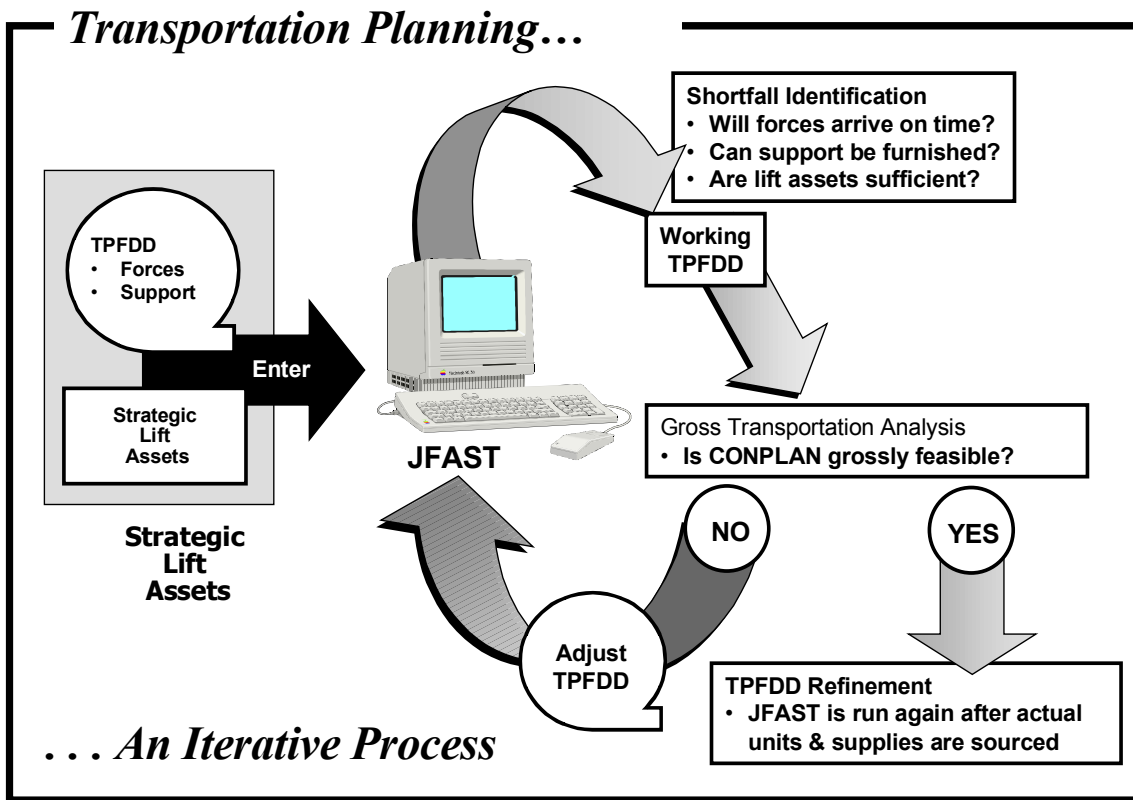 Transportation Planning…
Shortfall Identification
• Will forces arrive on time?
• Can support be furnished?
• Are lift assets sufficient?
TPFDD
• Forces
• Support
Working
TPFDD
Enter
Strategic
Lift
Assets
JFAST
Gross Transportation Analysis
• Is CONPLAN grossly feasible?
Strategic
Lift
Assets
NO
YES
Adjust
TPFDD
TPFDD Refinement
• JFAST is run again after actual
units & supplies are sourced
. . . An Iterative Process